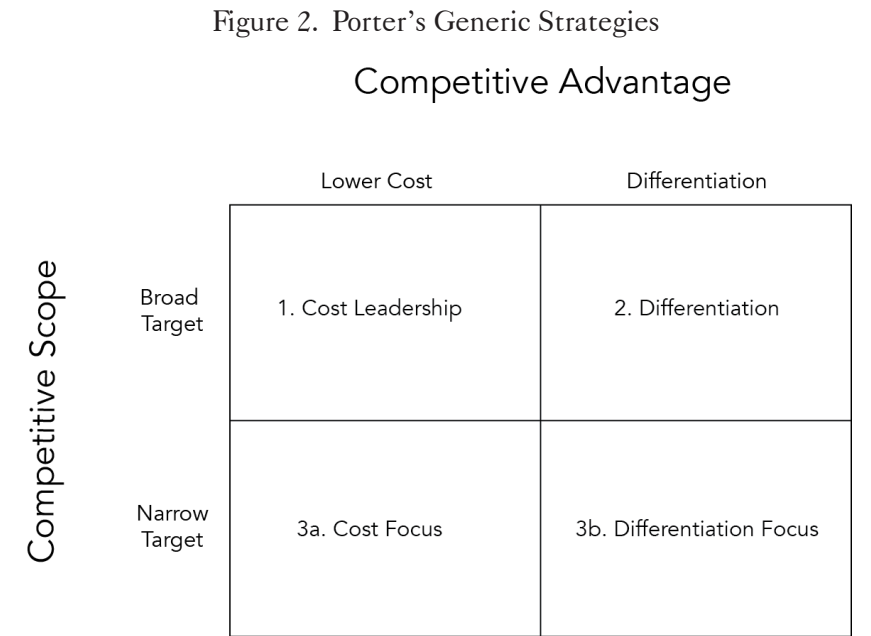 Figure 2. Porter’s Generic Strategies
Competitive Advantage
Lower Cost
Differentiation
Competitive Scope
Broad
Target
1. Cost Leadership
2. Differentiation
Narrow
Target
3a. Cost Focus
3b. Differentiation Focus